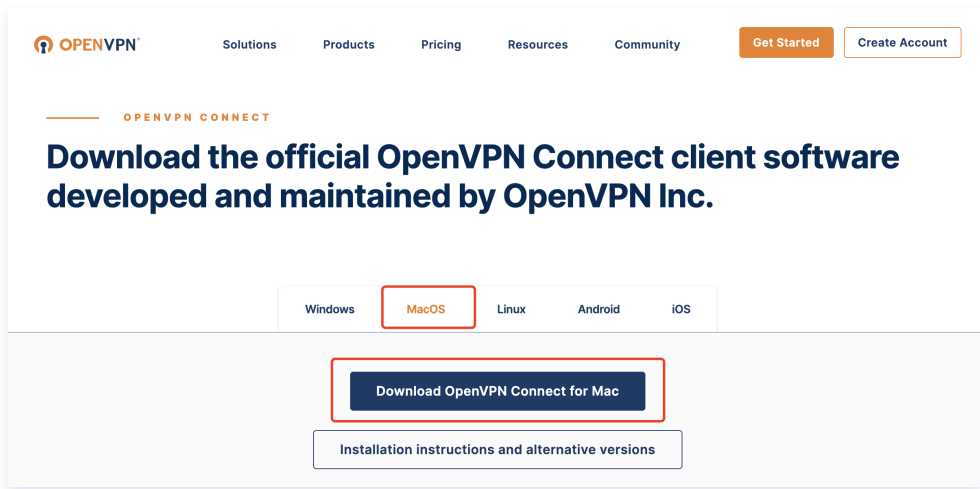 OPENVPN®
Solutions Products Pricing Resources Community Get Started Create Account
OPENVPN CONNECT
Download the official OpenVPN Connect client software
developed and maintained by OpenVPN Inc.
Windows MacOS Linux Android iOS
Download OpenVPN Connect for Mac
Installation instructions and alternative versions